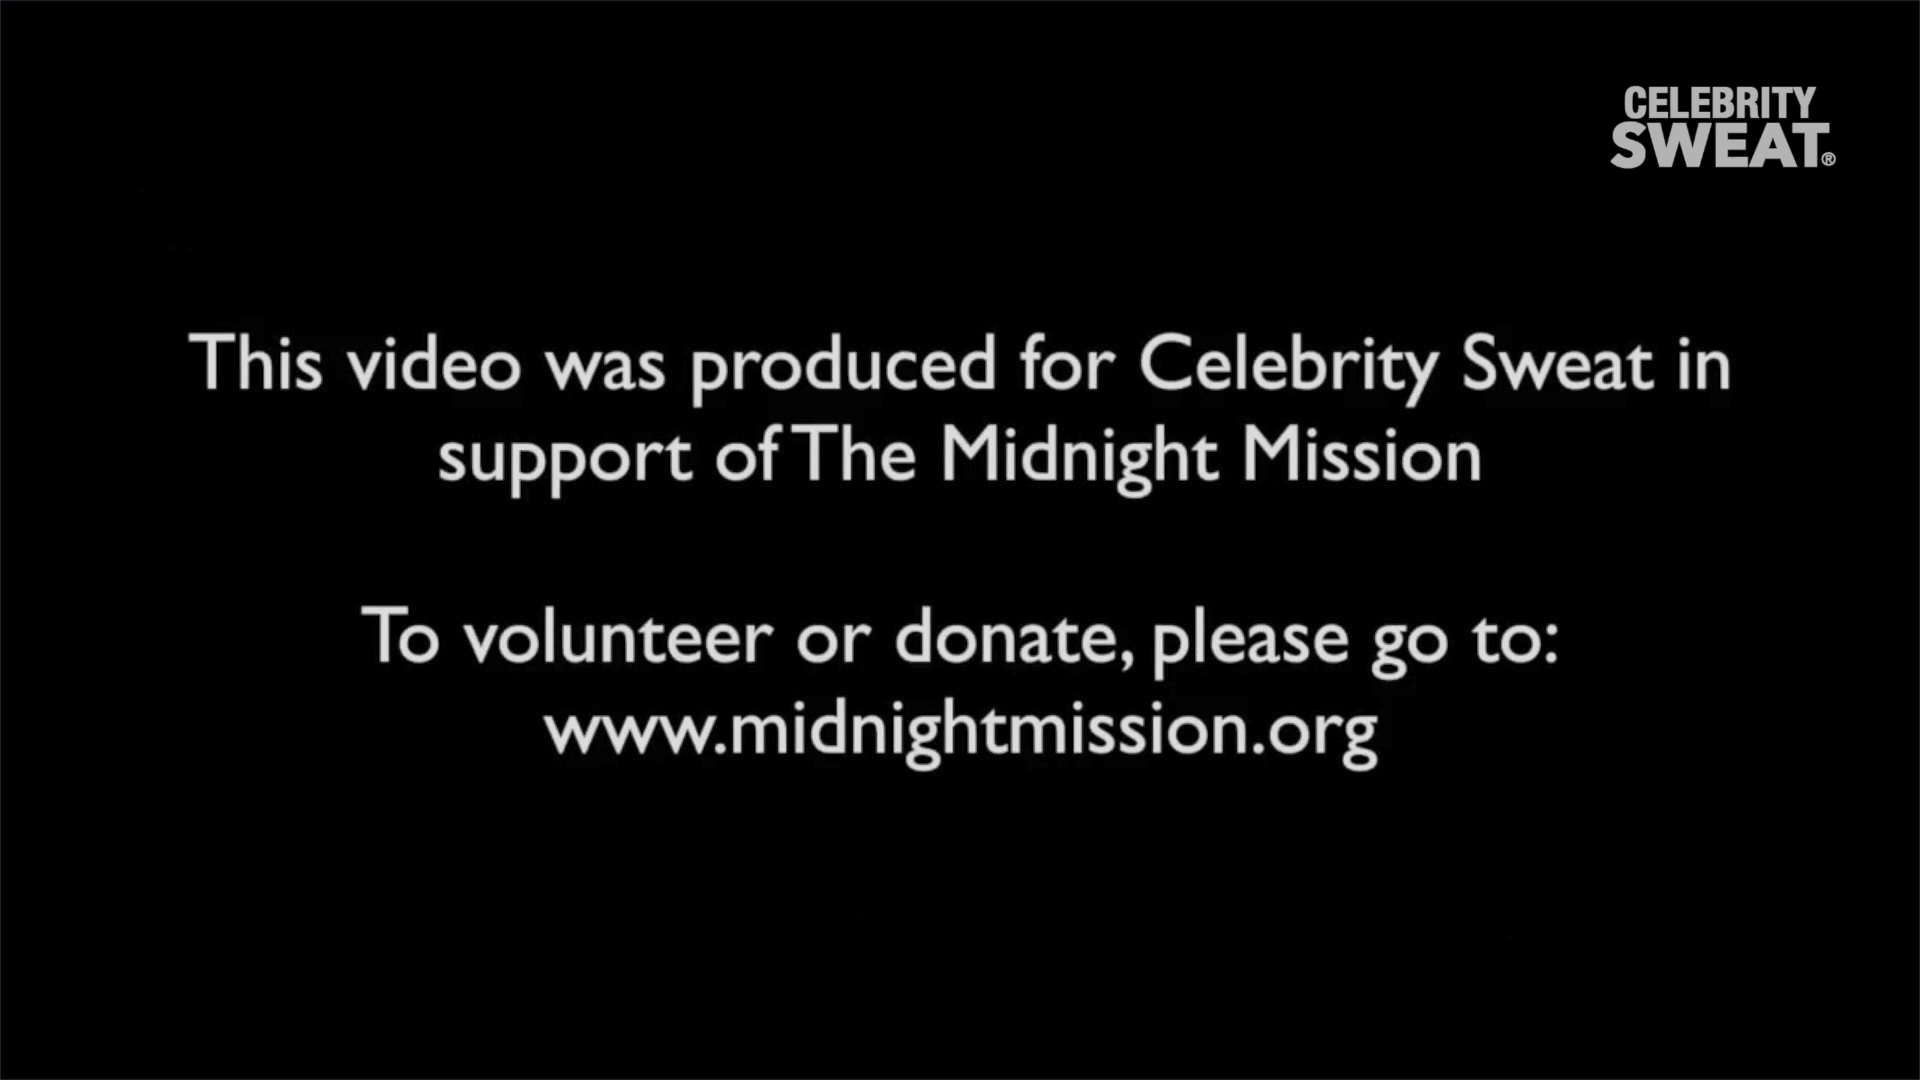 CELEBRITY
SWEAT®
This video was produced for Celebrity Sweat in
support of The Midnight Mission
To volunteer or donate, please go to:
www.midnightmission.org